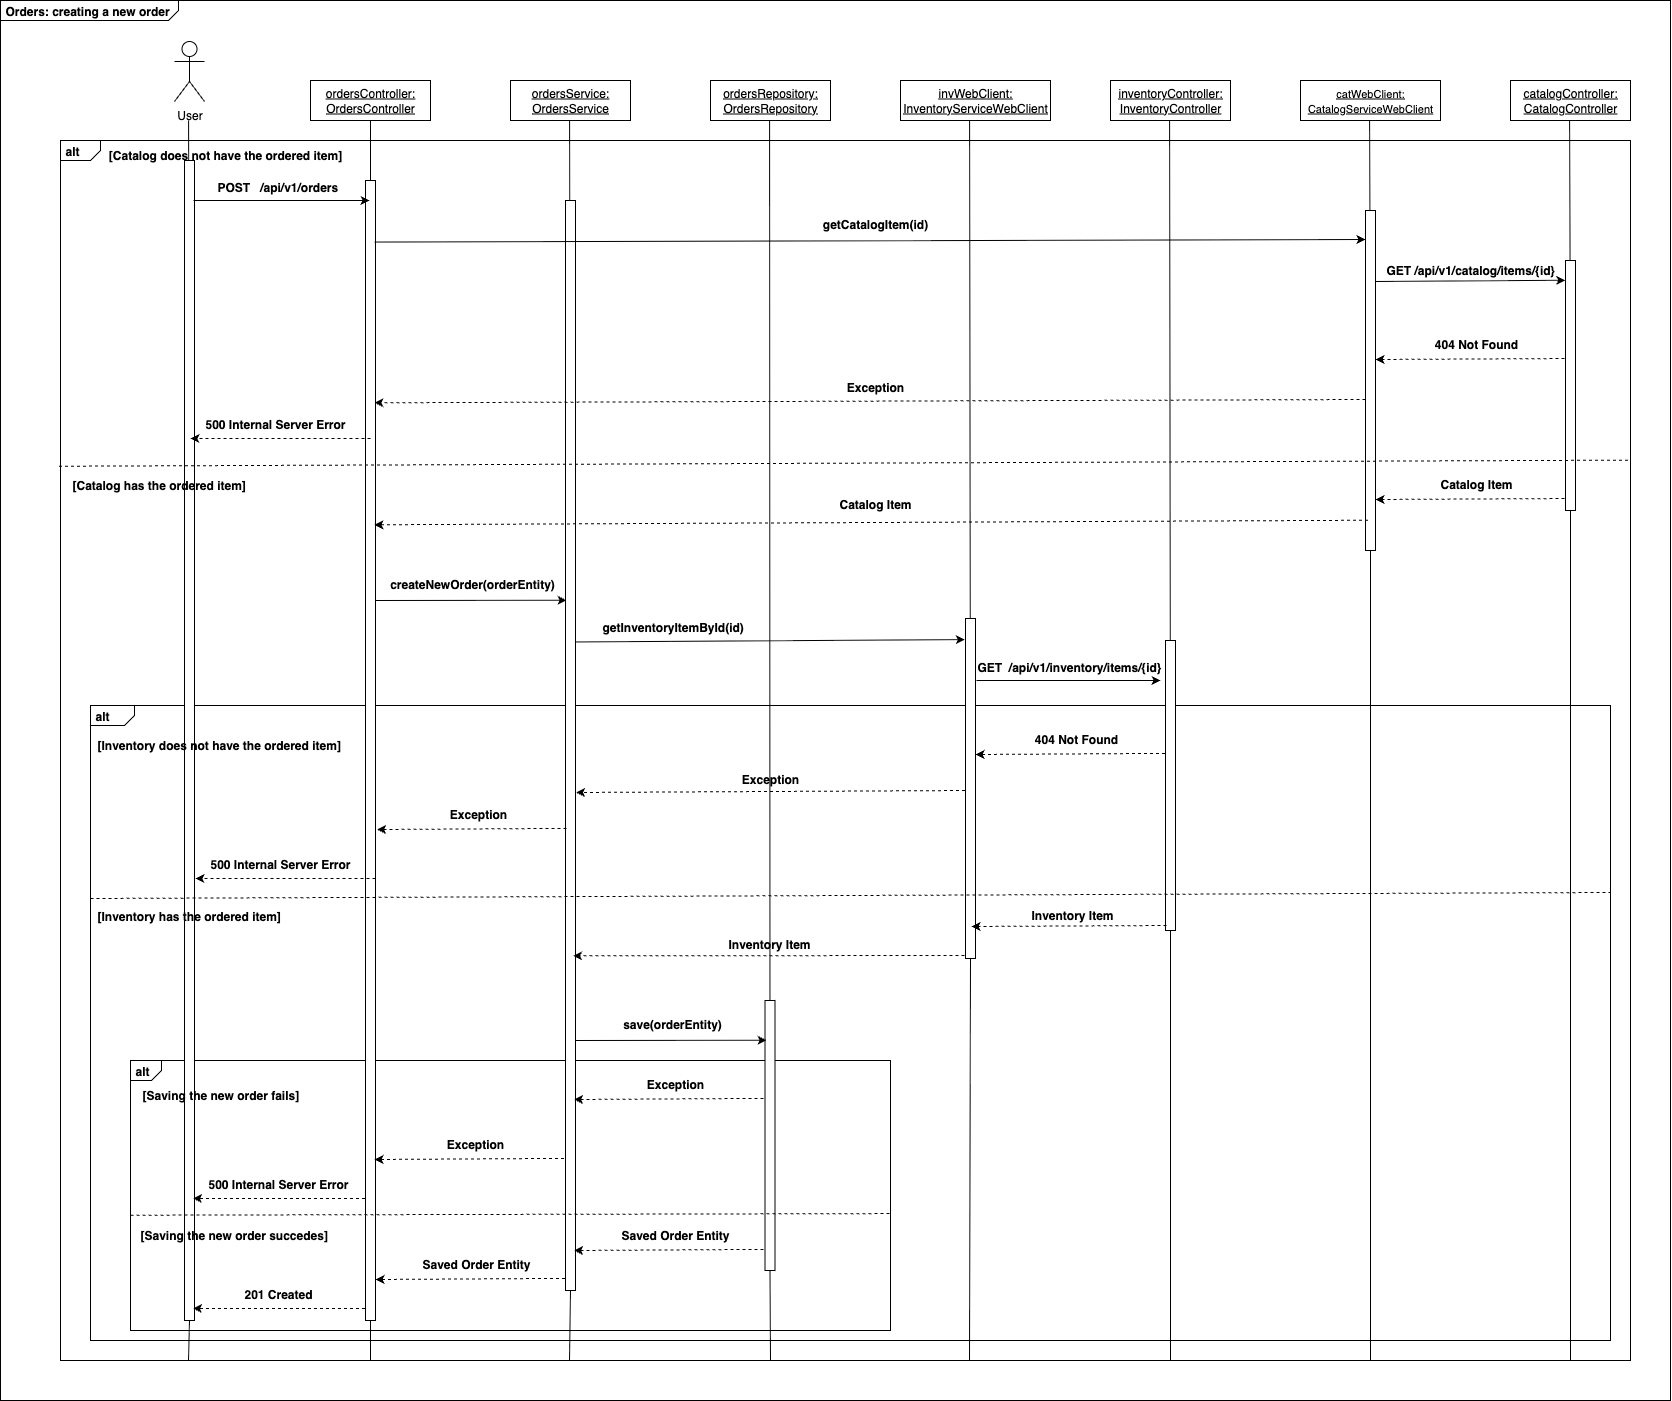 Orders: creating a new order
User
ordersController:
OrdersController
ordersService:
OrdersService
ordersRepository:
OrdersRepository
invWebClient:
InventoryServiceWebClient
inventoryController:
InventoryController
catWebClient:
CatalogServiceWebClient
catalogController:
CatalogController
alt
[Catalog does not have the ordered item]
POST /api/v1/orders
getCatalogItem(id)
GET /api/v1/catalog/items/{id}
404 Not Found
Exception
500 Internal Server Error
[Catalog has the ordered item]
Catalog Item
Catalog Item
createNewOrder(orderEntity)
getInventoryItemById(id)
GET /api/v1/inventory/items/{id}
alt
[Inventory does not have the ordered item]
404 Not Found
Exception
Exception
500 Internal Server Error
[Inventory has the ordered item]
Inventory Item
Inventory Item
save(orderEntity)
alt
[Saving the new order fails]
Exception
Exception
500 Internal Server Error
[Saving the new order succedes]
Saved Order Entity
Saved Order Entity
201 Created